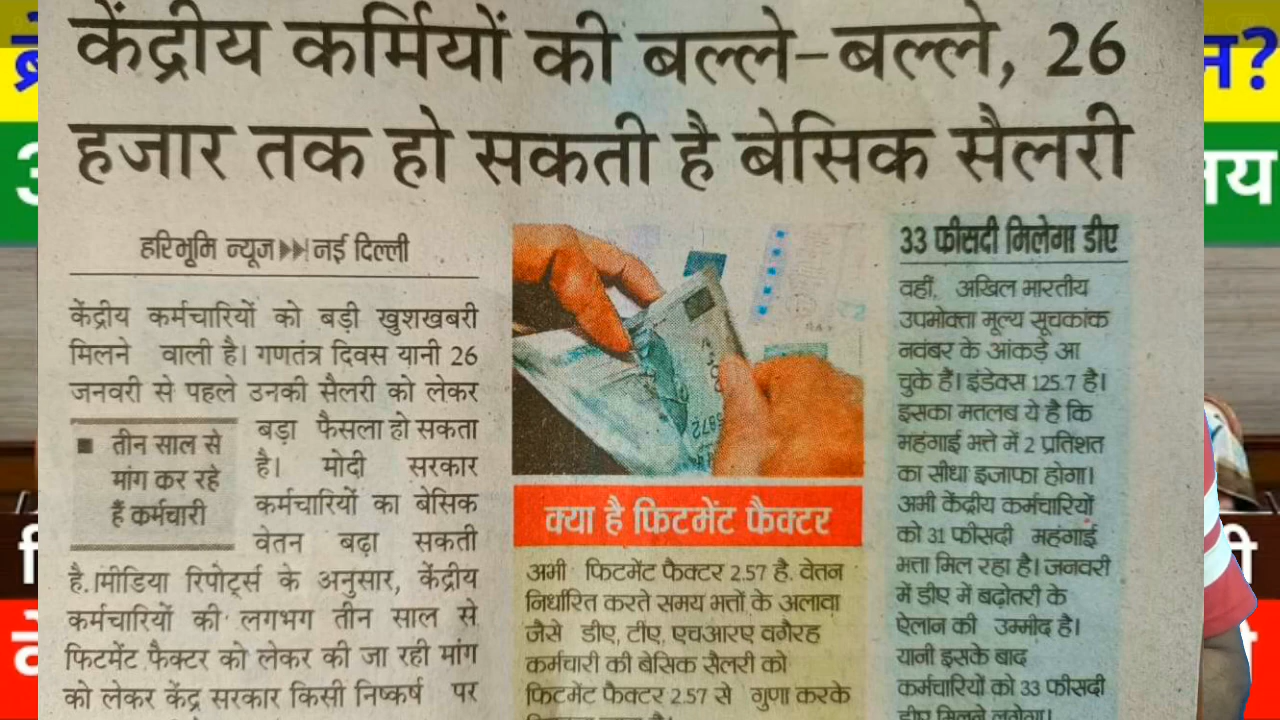 केंद्रीय कर्मियों की बल्ले-बल्ले, 26
हजार तक हो सकती है बेसिक सैलरी
हरिभूमि न्यूज नई दिल्ली
केंद्रीय कर्मचारियों को बड़ी खुशखबरी
मिलने वाली है। गणतंत्र दिवस यानी 26
जनवरी से पहले उनकी सैलरी को लेकर
बड़ा फैसला हो सकता
है। मोदी सरकार
कर्मचारियों का बेसिक
वेतन बढ़ा सकती
है. मीडिया रिपोर्ट्स के अनुसार, केंद्रीय
कर्मचारियों की लगभग तीन साल से
फिटमेंट फैक्टर को लेकर की जा रही मांग
को लेकर केंद्र सरकार किसी निष्कर्ष पर
■ तीन साल से
मांग कर रहे
हैं कर्मचारी
क्या है फिटमेंट फैक्टर
अभी फिटमेंट फैक्टर 2.57 है. वेतन
निर्धारित करते समय भत्तों के अलावा
जैसे डीए, टीए, एचआरए वगैरह
कर्मचारी की बेसिक सैलरी को
फिटमेंट फैक्टर 2.57 से गुणा करके
33 फीसदी मिलेगा डीए
वहीं, अखिल भारतीय
उपभोक्ता मूल्य सूचकांक
नवंबर के आंकड़े आ
चुके हैं। इंडेक्स 125.7 है।
इसका मतलब ये है कि
महंगाई भत्ते में 2 प्रतिशत
का सीधा इजाफा होगा।
अभी केंद्रीय कर्मचारियों
को 31 फीसदी महंगाई
भत्ता मिल रहा है। जनवरी
में डीए में बढ़ोतरी के
ऐलान की उम्मीद है।
यानी इसके बाद
कर्मचारियों को 33 फीसदी
डीए मिलने लगेगा।